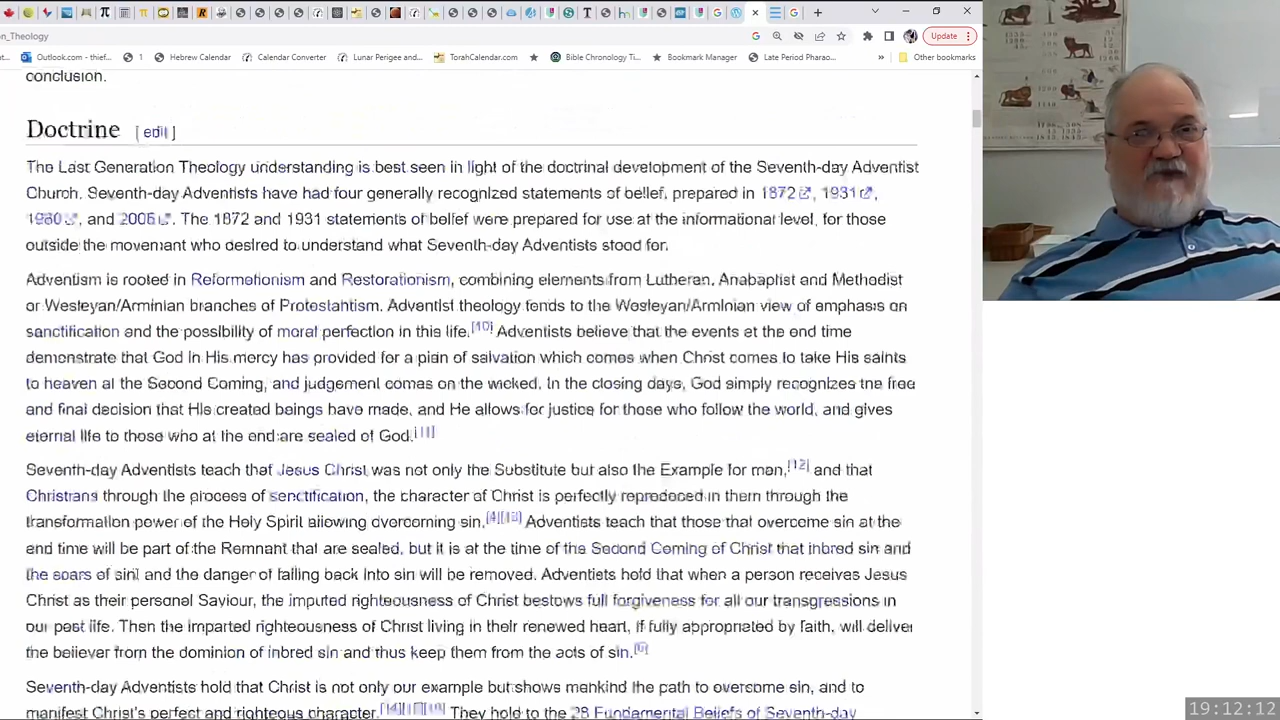 n_Theology
Update
Outlook.com - thief...
1
Hebrew Calendar
Calendar Converter
Lunar Perigee and...
TorahCalendar.com
Bible Chronology Ti...
Bookmark Manager
Late Period Pharao...
»
Other bookmarks
conclusion.
Doctrine [ edit ]
The Last Generation Theology understanding is best seen in light of the doctrinal development of the Seventh-day Adventist
Church. Seventh-day Adventists have had four generally recognized statements of belief, prepared in 1872, 1931,
1980, and 2005. The 1872 and 1931 statements of belief were prepared for use at the informational level, for those
outside the movement who desired to understand what Seventh-day Adventists stood for.
Adventism is rooted in Reformationism and Restorationism, combining elements from Lutheran, Anabaptist and Methodist
or Wesleyan/Arminian branches of Protestantism. Adventist theology tends to the Wesleyan/Arminian view of emphasis on
sanctification and the possibility of moral perfection in this life.[10] Adventists believe that the events at the end time
demonstrate that God in His mercy has provided for a plan of salvation which comes when Christ comes to take His saints
to heaven at the Second Coming, and judgement comes on the wicked. In the closing days, God simply recognizes the free
and final decision that His created beings have made, and He allows for justice for those who follow the world, and gives
eternal life to those who at the end are sealed of God.[11]
Seventh-day Adventists teach that Jesus Christ was not only the Substitute but also the Example for man,[12] and that
Christians through the process of sanctification, the character of Christ is perfectly reproduced in them through the
transformation power of the Holy Spirit allowing overcoming sin.[4][13] Adventists teach that those that overcome sin at the
end time will be part of the Remnant that are sealed, but it is at the time of the Second Coming of Christ that inbred sin and
the scars of sin, and the danger of falling back into sin will be removed. Adventists hold that when a person receives Jesus
Christ as their personal Saviour, the imputed righteousness of Christ bestows full forgiveness for all our transgressions in
our past life. Then the imparted righteousness of Christ living in their renewed heart, if fully appropriated by faith, will deliver
the believer from the dominion of inbred sin and thus keep them from the acts of sin.
Seventh-day Adventists hold that Christ is not only our example but shows mankind the path to overcome sin, and to
manifest Christ's perfect and righteous character. They hold to the 28 Fundamental Beliefs of Seventh-day
19:12:12